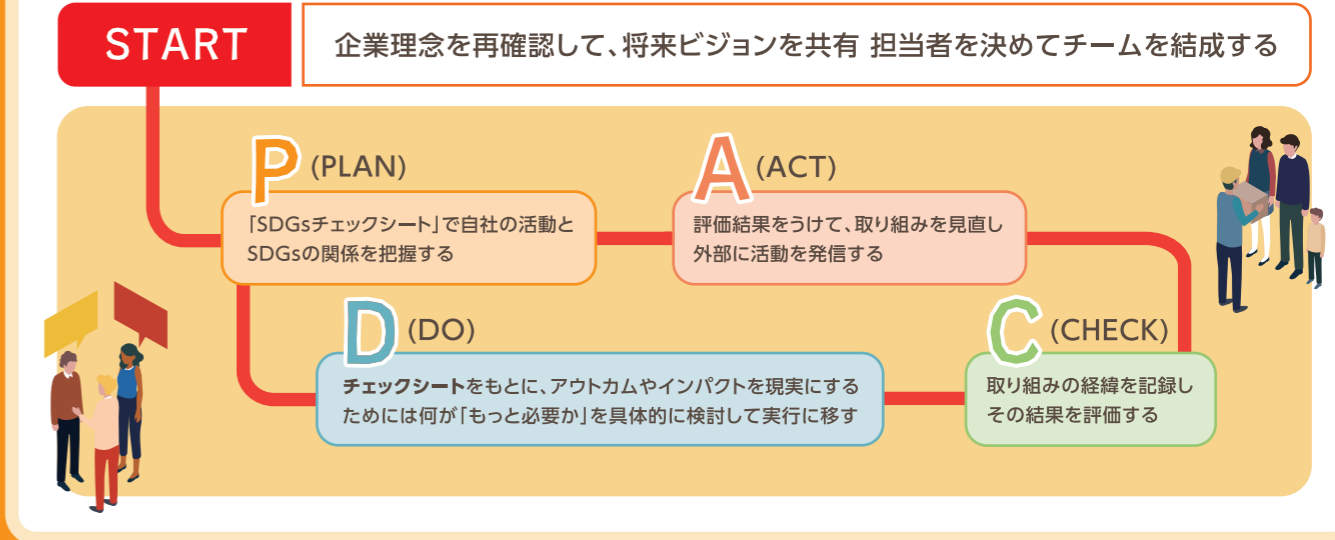 START
企業理念を再確認して、将来ビジョンを共有 担当者を決めてチームを結成する
P (PLAN)
「SDGsチェックシート」で自社の活動と
SDGsの関係を把握する
A (ACT)
評価結果をうけて、取り組みを見直し
外部に活動を発信する
D (DO)
チェックシートをもとに、アウトカムやインパクトを現実にする
ためには何が「もっと必要か」を具体的に検討して実行に移す
C (CHECK)
取り組みの経緯を記録し
その結果を評価する